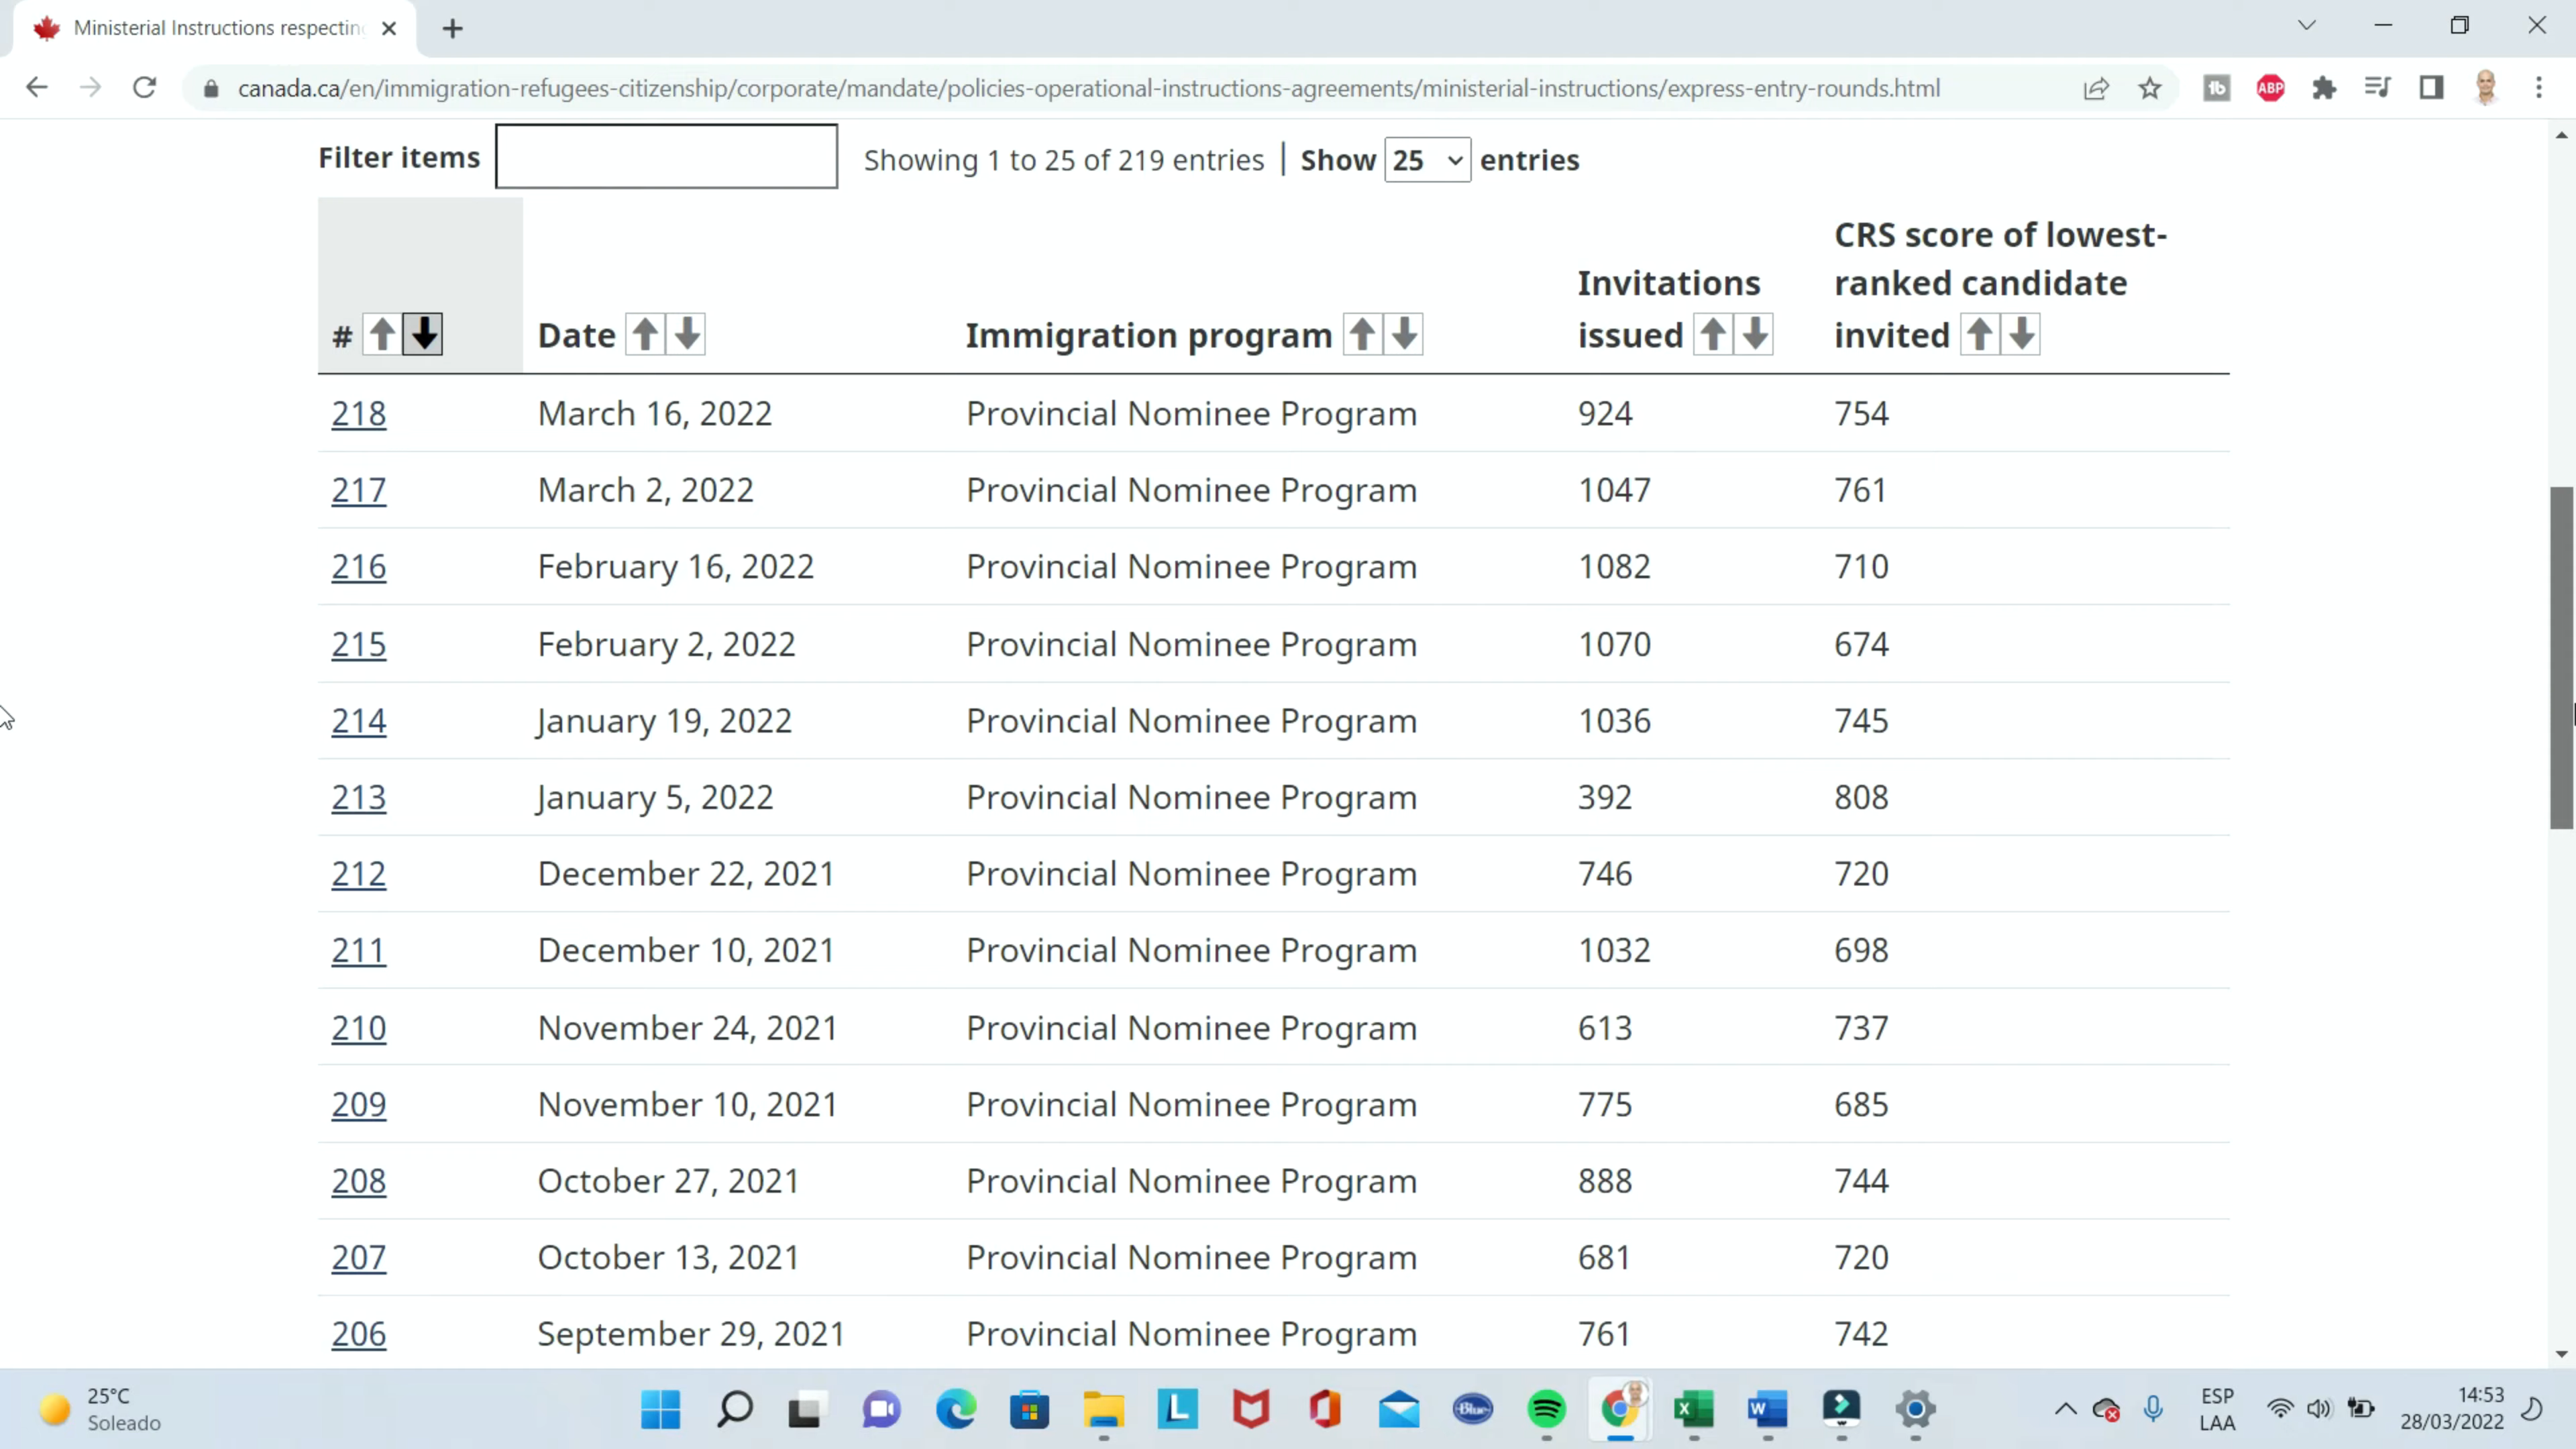 Ministerial Instructions respecting
canada.ca/en/immigration-refugees-citizenship/corporate/mandate/policies-operational-instructions-agreements/ministerial-instructions/express-entry-rounds.html
tb
ABP
Filter items Showing 1 to 25 of 219 entries | Show 25 entries
# Date Immigration program Invitations issued CRS score of lowest-ranked candidate invited
218 March 16, 2022 Provincial Nominee Program 924 754
217 March 2, 2022 Provincial Nominee Program 1047 761
216 February 16, 2022 Provincial Nominee Program 1082 710
215 February 2, 2022 Provincial Nominee Program 1070 674
214 January 19, 2022 Provincial Nominee Program 1036 745
213 January 5, 2022 Provincial Nominee Program 392 808
212 December 22, 2021 Provincial Nominee Program 746 720
211 December 10, 2021 Provincial Nominee Program 1032 698
210 November 24, 2021 Provincial Nominee Program 613 737
209 November 10, 2021 Provincial Nominee Program 775 685
208 October 27, 2021 Provincial Nominee Program 888 744
207 October 13, 2021 Provincial Nominee Program 681 720
206 September 29, 2021 Provincial Nominee Program 761 742
25°C
Soleado
L
Blue
X
W
ESP
LAA
14:53
28/03/2022